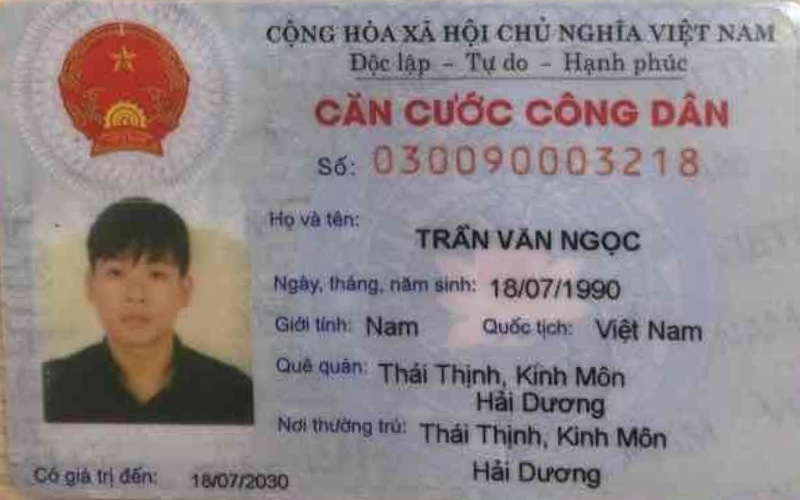 CỘNG HÒA XÃ HỘI CHỦ NGHĨA VIỆT NAM
Độc lập - Tự do - Hạnh phúc
CĂN CƯỚC CÔNG DÂN
Số: 030090003218
Họ và tên:
TRẦN VĂN NGỌC
Ngày, tháng, năm sinh: 18/07/1990
Giới tính: Nam Quốc tịch: Việt Nam
Quê quán: Thái Thịnh, Kinh Môn
Hải Dương
Nơi thường trú: Thái Thịnh, Kinh Môn
Hải Dương
Có giá trị đến: 18/07/2030